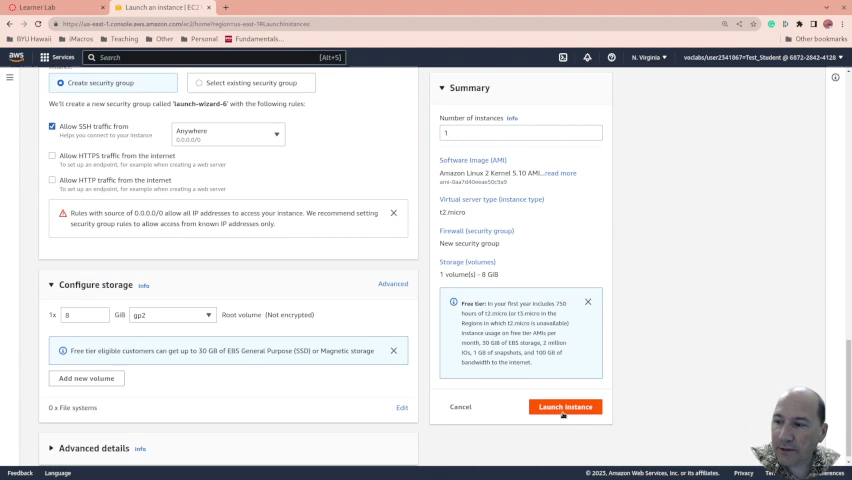 Learner Lab
Launch an instance | EC2
https://us-east-1.console.aws.amazon.com/ec2/home?region=us-east-1#LaunchInstances:
BYU Hawaii
iMacros
Teaching
Other
Personal
Fundamentals...
Other bookmarks
aws
Services
Search
[Alt+S]
N. Virginia
voclabs/user2341867=Test_Student @ 6872-2842-4128
Create security group
Select existing security group
We'll create a new security group called 'launch-wizard-6' with the following rules:
Allow SSH traffic from
Helps you connect to your instance
Anywhere
0.0.0.0/0
Allow HTTPS traffic from the internet
To set up an endpoint, for example when creating a web server
Allow HTTP traffic from the internet
To set up an endpoint, for example when creating a web server
Rules with source of 0.0.0.0/0 allow all IP addresses to access your instance. We recommend setting
security group rules to allow access from known IP addresses only.
Configure storage Info
Advanced
1x
8
GiB
gp2
Root volume (Not encrypted)
Free tier eligible customers can get up to 30 GB of EBS General Purpose (SSD) or Magnetic storage
Add new volume
0 x File systems
Edit
Advanced details Info
Summary
Number of instances Info
1
Software Image (AMI)
Amazon Linux 2 Kernel 5.10 AMI...read more
Virtual server type (instance type)
t2.micro
Firewall (security group)
New security group
Storage (volumes)
1 volume(s) - 8 GiB
Free tier: In your first year includes 750
hours of t2.micro (or t3.micro in the
Regions in which t2.micro is unavailable)
instance usage on free tier AMIs per
month, 30 GiB of EBS storage, 2 million
IOs, 1 GB of snapshots, and 100 GB of
bandwidth to the internet.
Cancel
Launch instance
Feedback
Language
© 2023, Amazon Web Services, Inc. or its affiliates.
Privacy